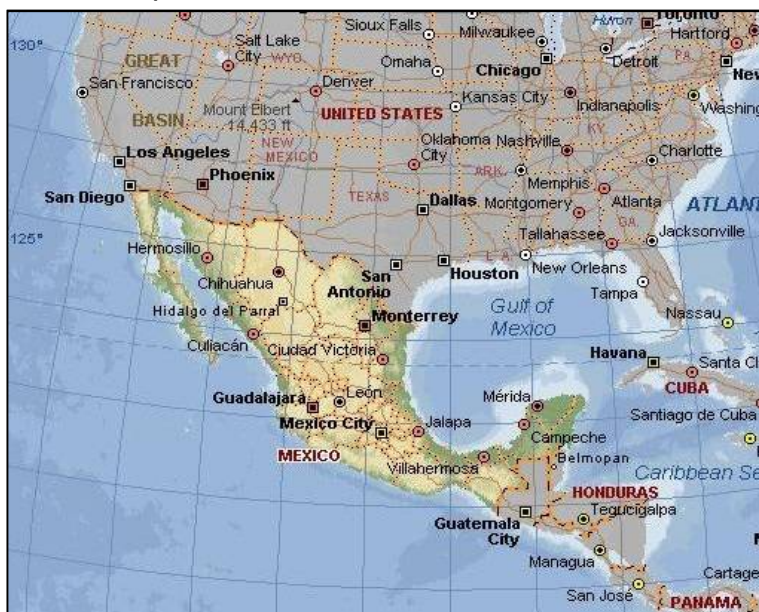 TORONTO
Sioux Falls
Milwaukee
Huron
Hartford
130°
GREAT
BASIN
Salt Lake
City
WYO
Omaha
Chicago
Detroit
PA
New
San Francisco
Denver
Kansas City
Indianapolis
Washing
Mount Elbert
14,433 ft
UNITED STATES
KY
Los Angeles
NEW
MEXICO
Oklahoma
City
Nashville
Charlotte
ARK
Memphis
San Diego
Phoenix
TEXAS
Dallas
Montgomery
Atlanta
GA
ATLANT
125°
Tallahassee
Jacksonville
Hermosillo
LA
San
Antonio
Houston
New Orleans
Chihuahua
Tampa
Hidalgo del Parral
Monterrey
Gulf of
Mexico
Nassau
Culiacán
Ciudad Victoria
Havana
Santa Cl
CUBA
León
Mérida
Guadalajara
Mexico City
Jalapa
Campeche
Santiago de Cuba
MEXICO
Villahermosa
Belmopan
Caribbean Se
HONDURAS
Guatemala
City
Tegucigalpa
Managua
San José
Cartage
PANAMA